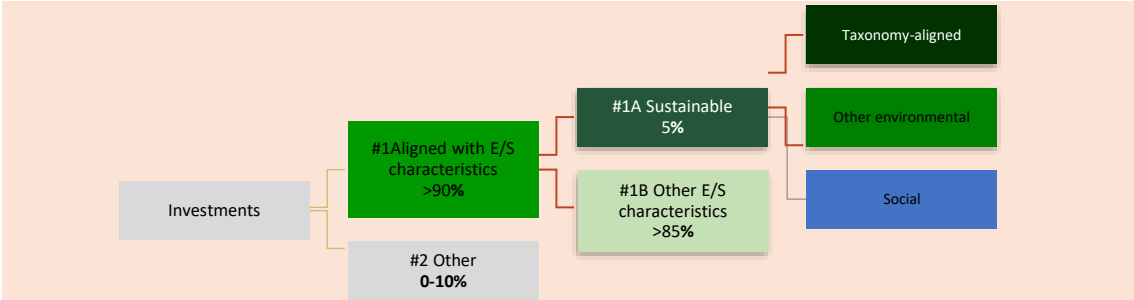 Investments
#1Aligned with E/S
characteristics
>90%
#2 Other
0-10%
#1A Sustainable
5%
#1B Other E/S
characteristics
>85%
Taxonomy-aligned
Other environmental
Social